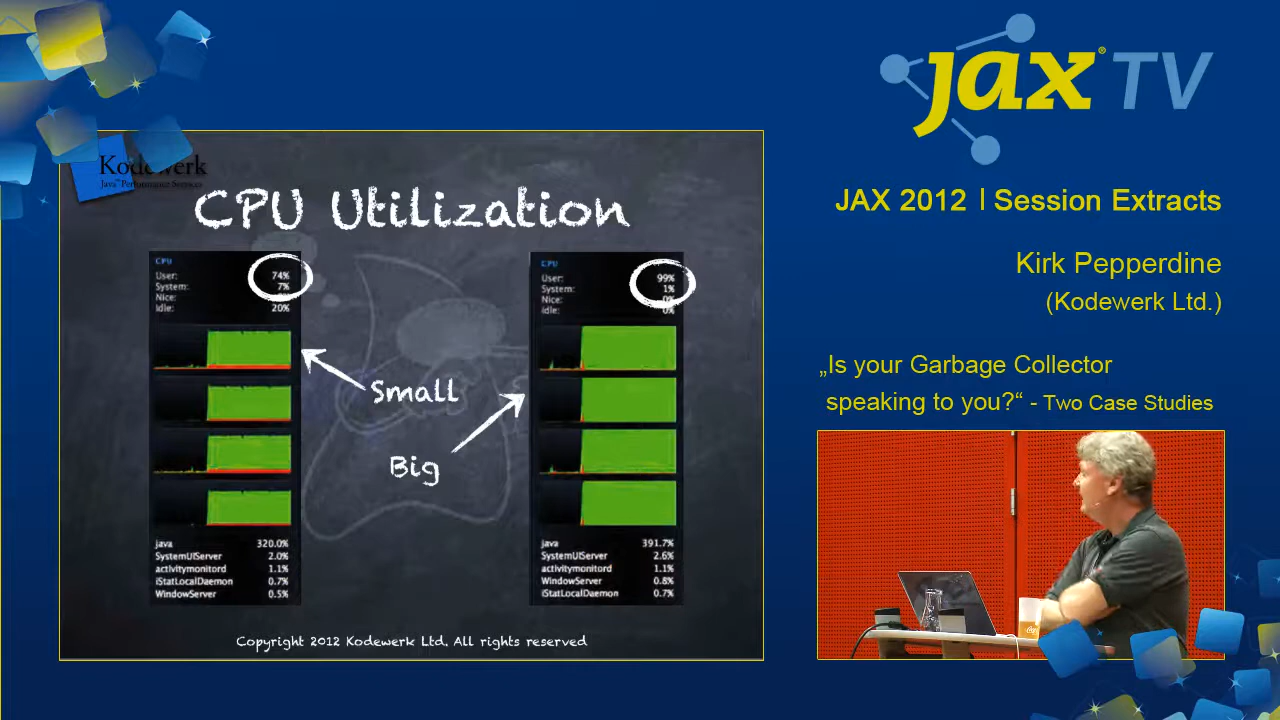 jax® TV
JAX 2012 | Session Extracts
Kirk Pepperdine
(Kodewerk Ltd.)
„Is your Garbage Collector
speaking to you?“ - Two Case Studies
Kodewerk
Java™ Performance Services
CPU Utilization
CPU
User: 74%
System: 7%
Nice:
Idle: 20%
Small
Big
java 320.0%
SystemUIServer 2.0%
activitymonitord 1.1%
iStatLocalDaemon 0.7%
WindowServer 0.5%
CPU
User: 99%
System: 1%
Nice: 0%
Idle: 0%
java 391.7%
SystemUIServer 2.6%
activitymonitord 1.1%
WindowServer 0.8%
iStatLocalDaemon 0.7%
Copyright 2012 Kodewerk Ltd. All rights reserved